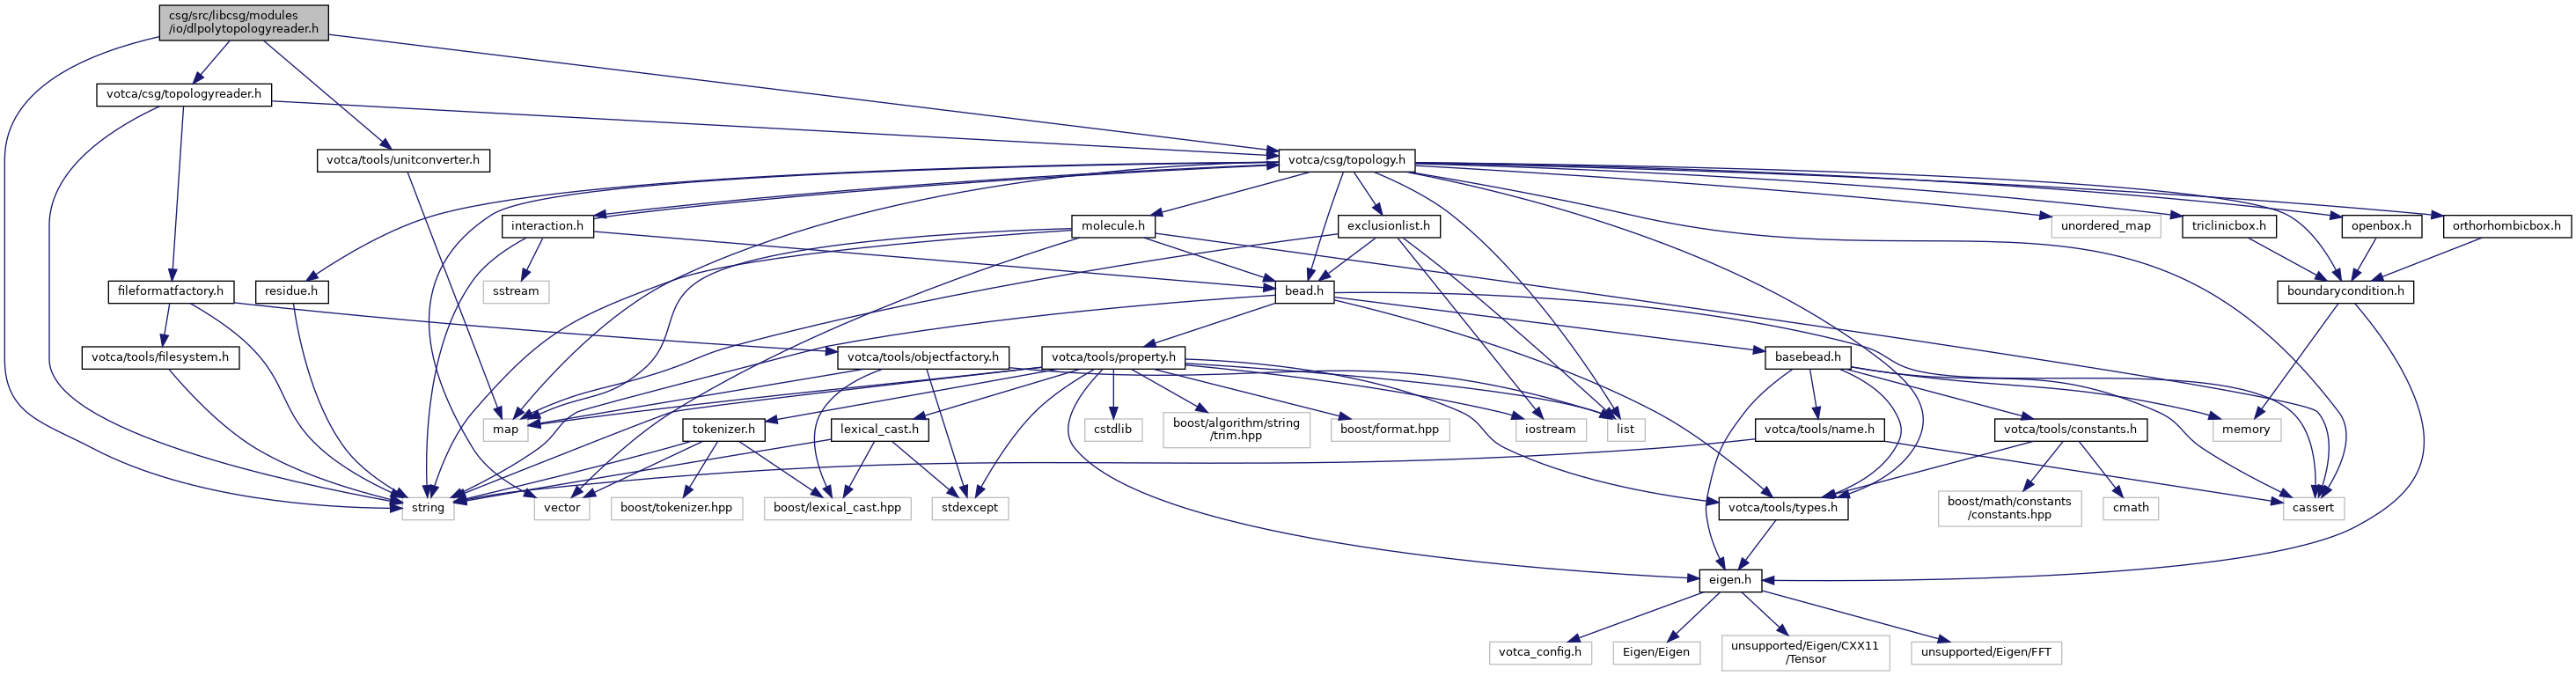 csg/src/libcsg/modules
/io/dlpolytopologyreader.h
votca/csg/topologyreader.h
votca/tools/unitconverter.h
votca/csg/topology.h
interaction.h
molecule.h
exclusionlist.h
unordered_map
triclinicbox.h
openbox.h
orthorhombicbox.h
fileformatfactory.h
residue.h
sstream
bead.h
boundarycondition.h
votca/tools/filesystem.h
votca/tools/objectfactory.h
votca/tools/property.h
basebead.h
map
tokenizer.h
lexical_cast.h
cstdlib
boost/algorithm/string
/trim.hpp
boost/format.hpp
iostream
list
votca/tools/name.h
votca/tools/constants.h
memory
string
vector
boost/tokenizer.hpp
boost/lexical_cast.hpp
stdexcept
votca/tools/types.h
boost/math/constants
/constants.hpp
cmath
cassert
eigen.h
votca_config.h
Eigen/Eigen
unsupported/Eigen/CXX11
/Tensor
unsupported/Eigen/FFT